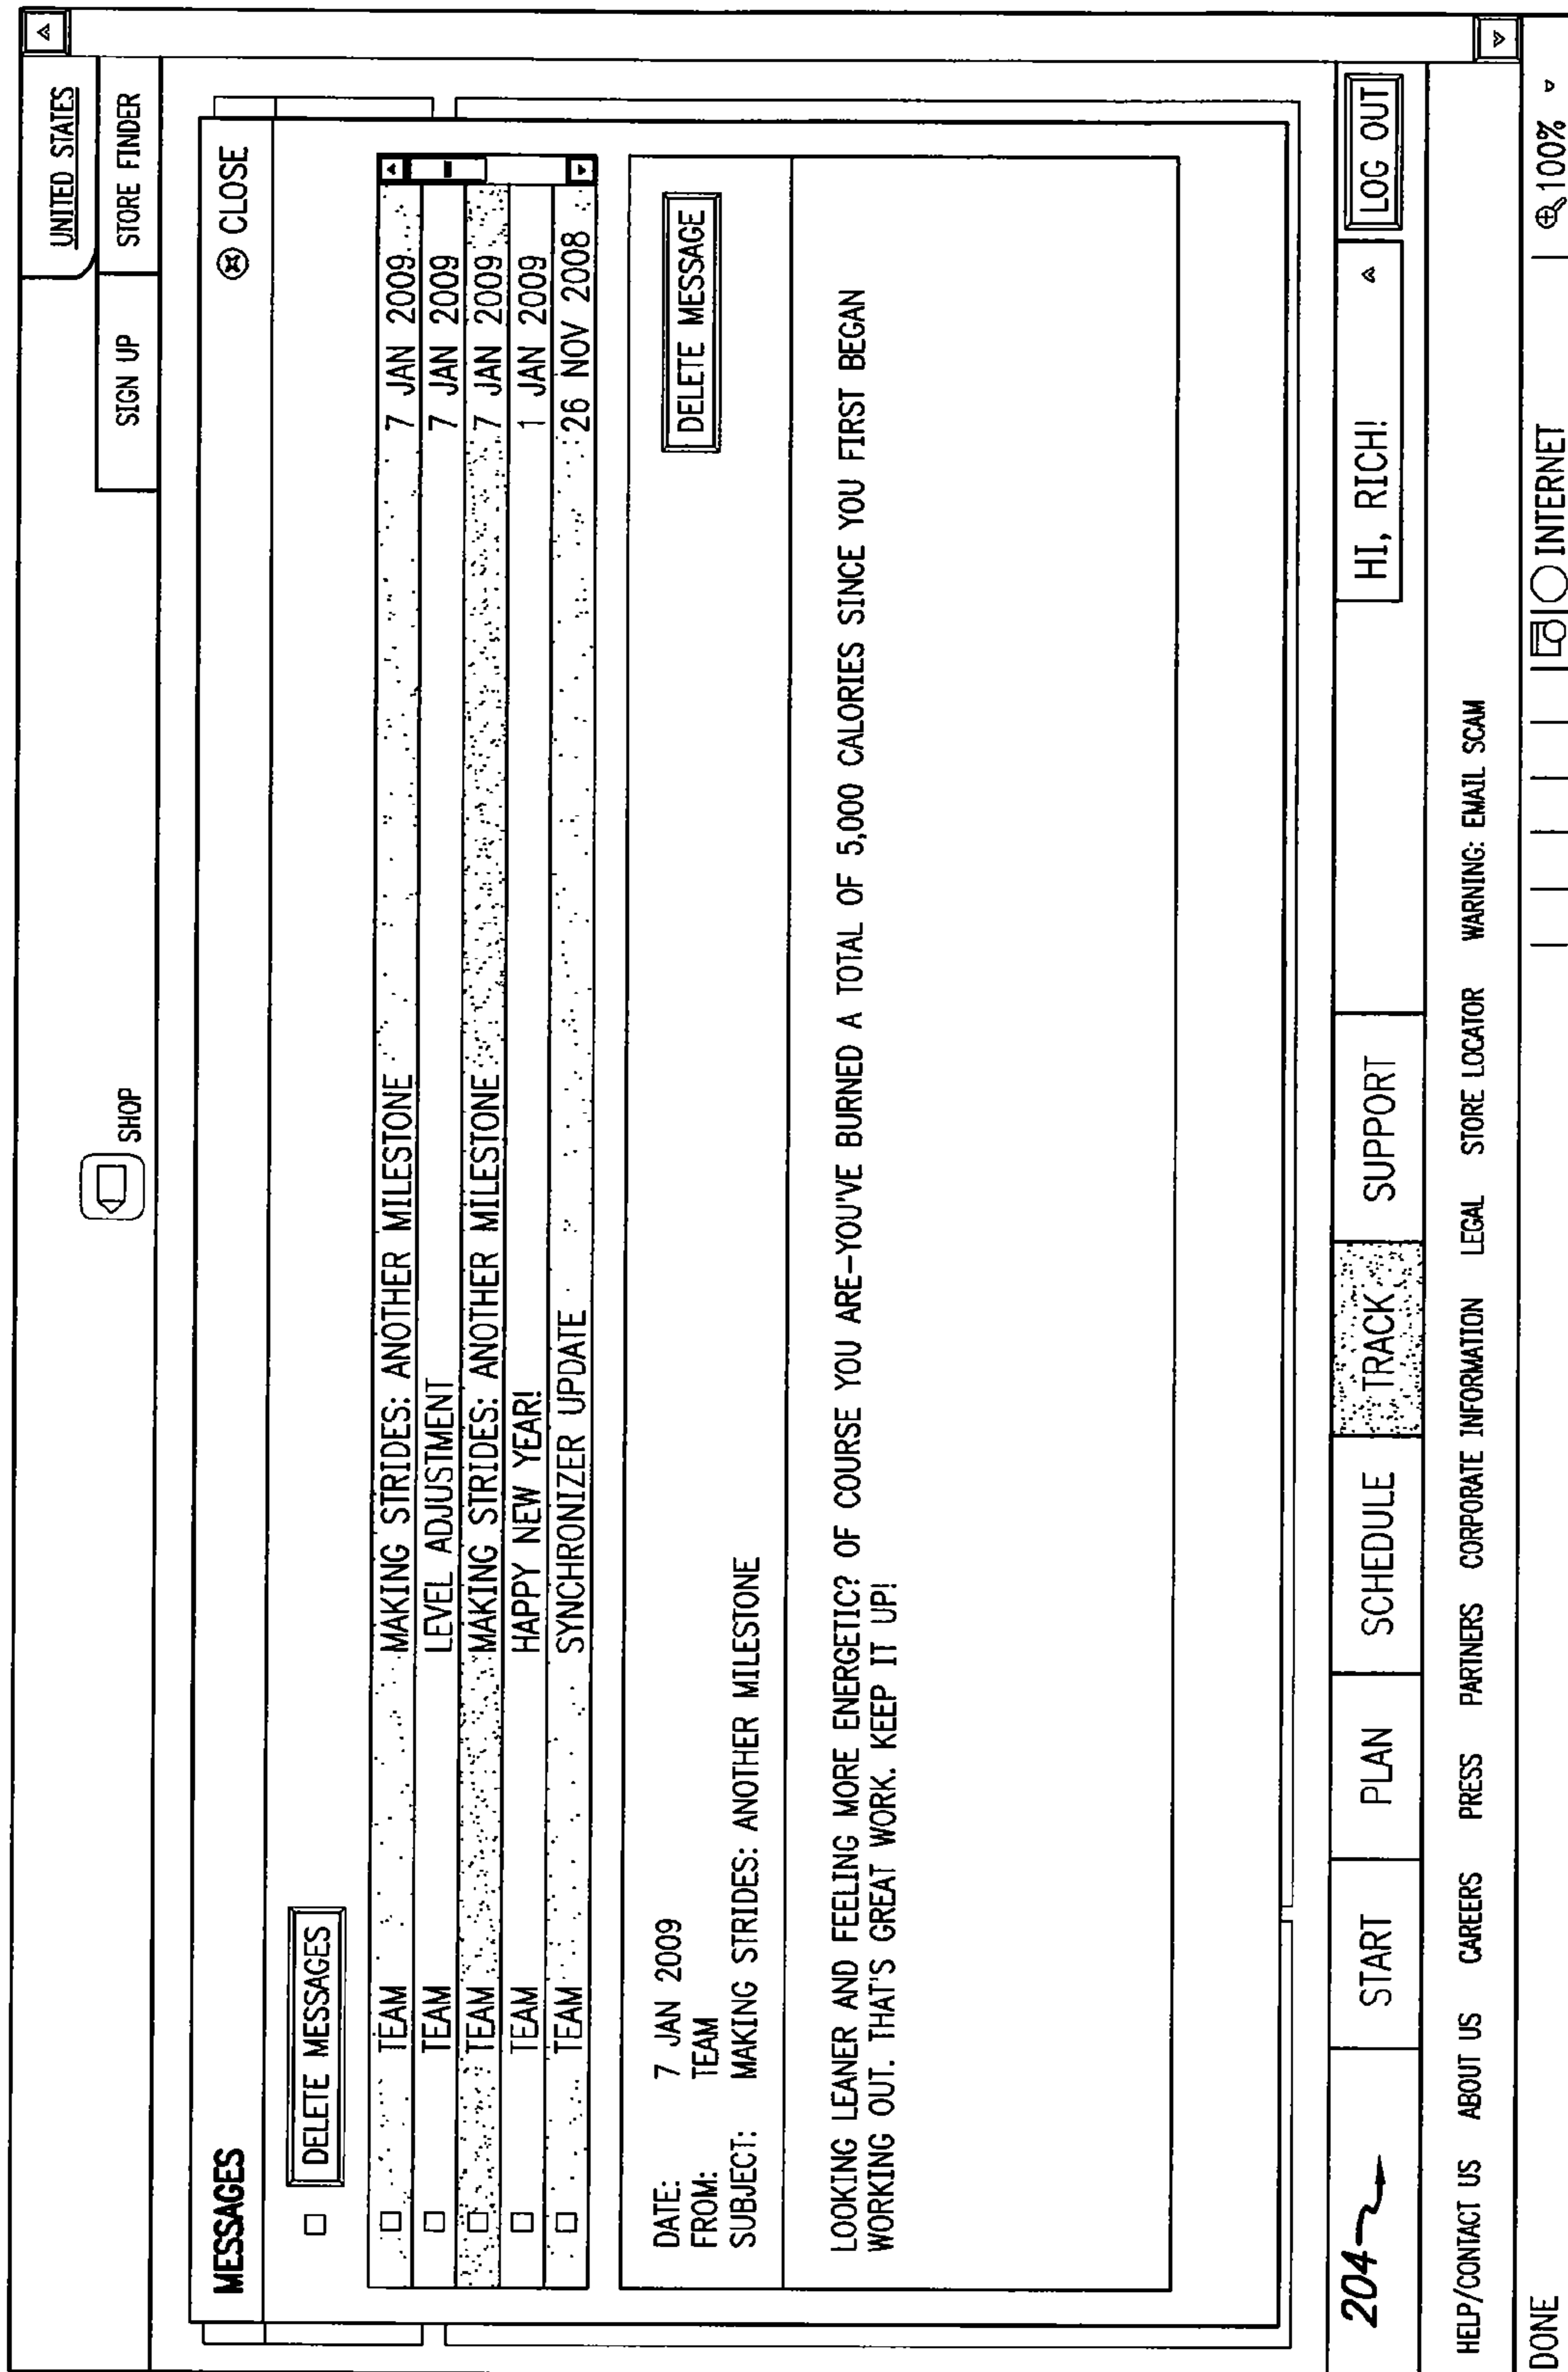 UNITED STATES
SHOP SIGN UP STORE FINDER
MESSAGES CLOSE
DELETE MESSAGES
TEAM MAKING STRIDES: ANOTHER MILESTONE 7 JAN 2009
TEAM LEVEL ADJUSTMENT 7 JAN 2009
TEAM MAKING STRIDES: ANOTHER MILESTONE 7 JAN 2009
TEAM HAPPY NEW YEAR! 1 JAN 2009
TEAM SYNCHRONIZER UPDATE 26 NOV 2008
DATE: 7 JAN 2009 DELETE MESSAGE
FROM: TEAM
SUBJECT: MAKING STRIDES: ANOTHER MILESTONE
LOOKING LEANER AND FEELING MORE ENERGETIC? OF COURSE YOU ARE-YOU'VE BURNED A TOTAL OF 5,000 CALORIES SINCE YOU FIRST BEGAN
WORKING OUT. THAT'S GREAT WORK. KEEP IT UP!
204 START PLAN SCHEDULE TRACK SUPPORT HI, RICH! LOG OUT
HELP/CONTACT US ABOUT US CAREERS PRESS PARTNERS CORPORATE INFORMATION LEGAL STORE LOCATOR WARNING: EMAIL SCAM
DONE INTERNET 100%